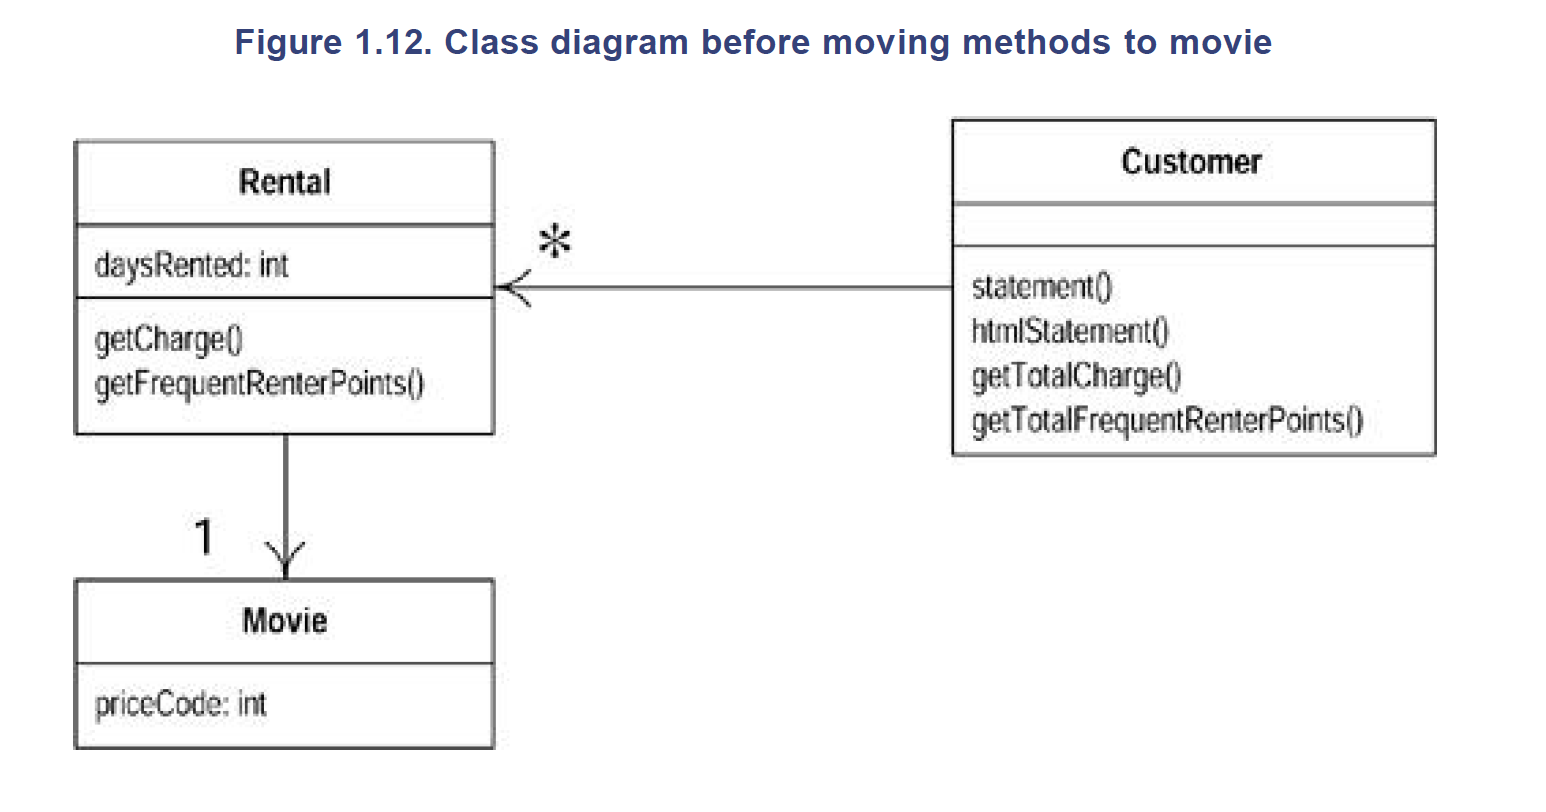 Figure 1.12. Class diagram before moving methods to movie
Rental
daysRented: int
getCharge()
getFrequentRenterPoints()
*
Customer
statement()
htmlStatement()
getTotalCharge()
getTotalFrequentRenterPoints()
1
Movie
priceCode: int